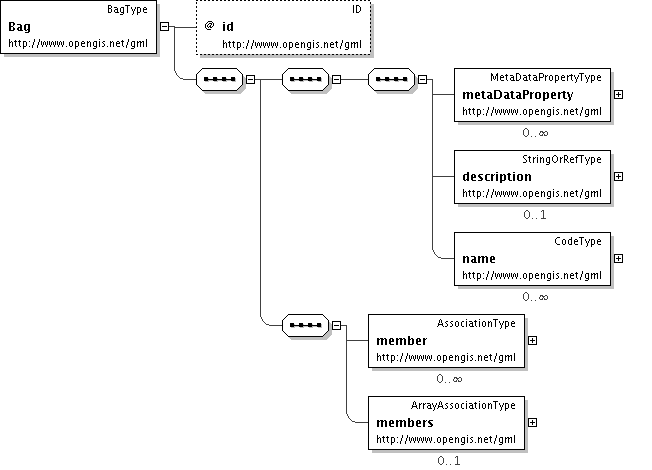 BagType
Bag
http://www.opengis.net/gml
ID
@ id
http://www.opengis.net/gml
MetaDataPropertyType
metaDataProperty
http://www.opengis.net/gml
0..∞
StringOrRefType
description
http://www.opengis.net/gml
0..1
CodeType
name
http://www.opengis.net/gml
0..∞
AssociationType
member
http://www.opengis.net/gml
0..∞
ArrayAssociationType
members
http://www.opengis.net/gml
0..1